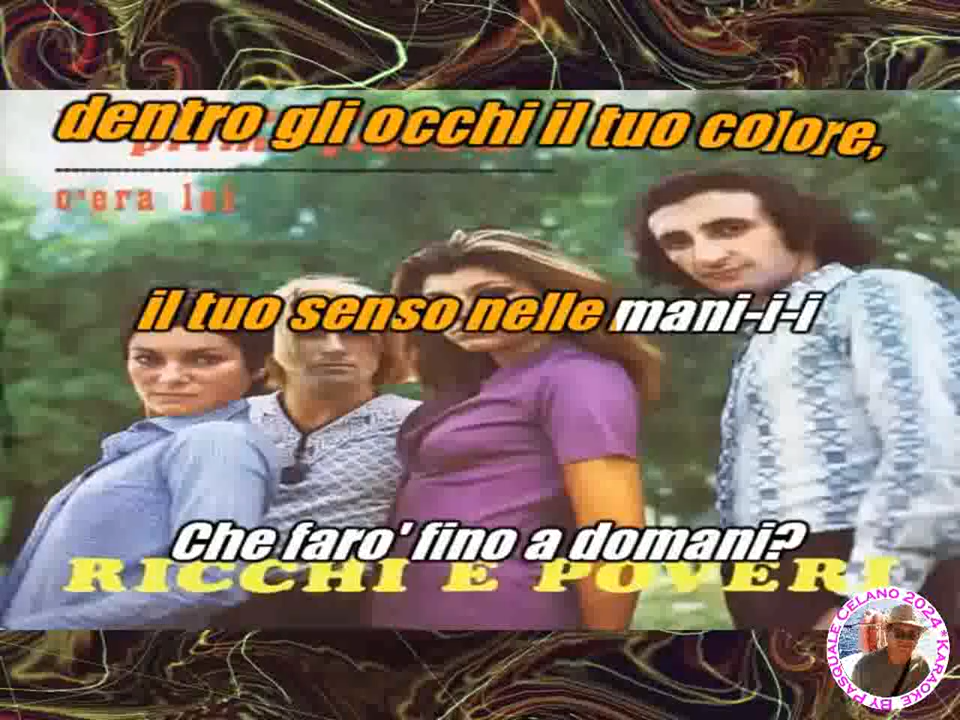 dentro gli occhi il tuo colore,
c'era lei
il tuo senso nelle mani-i-i
Che faro' fino a domani?
RICCHI E POVERI
KARAOKE BY PASQUALE CELANO 2024 *